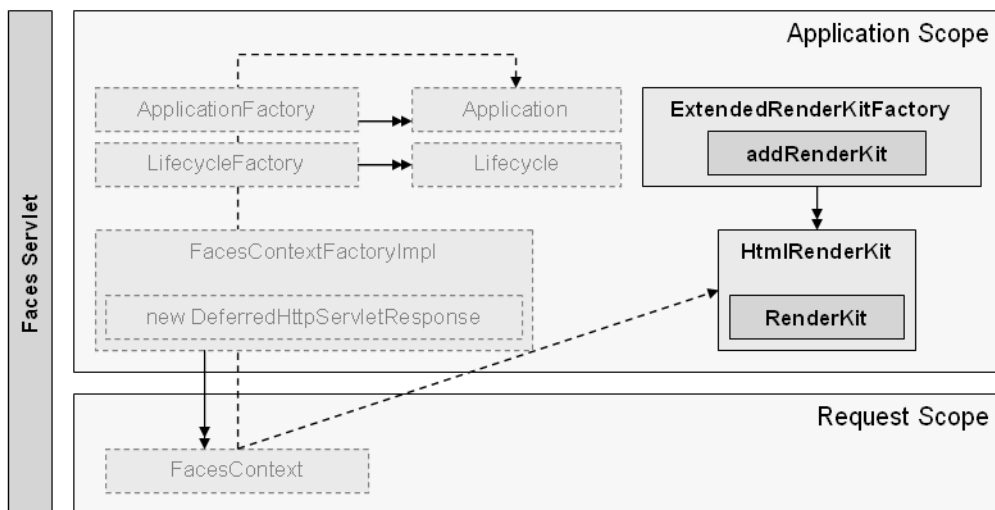 Faces Servlet
Application Scope
ApplicationFactory
Application
ExtendedRenderKitFactory
addRenderKit
LifecycleFactory
Lifecycle
FacesContextFactoryImpl
new DeferredHttpServletResponse
HtmlRenderKit
RenderKit
Request Scope
FacesContext